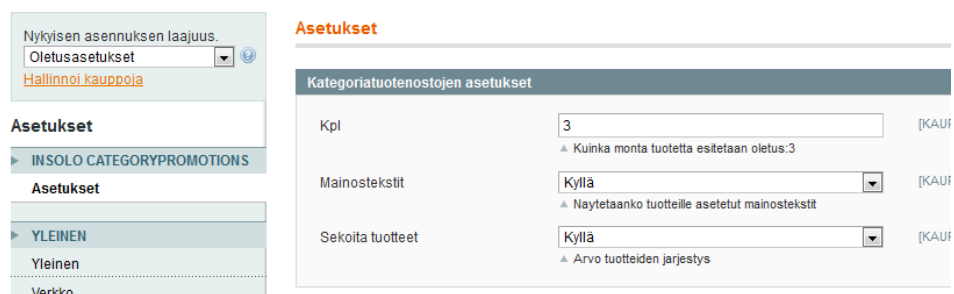 Nykyisen asennuksen laajuus.
Oletusasetukset
Hallinnoi kauppoja
Asetukset
INSOLO CATEGORYPROMOTIONS
Asetukset
YLEINEN
Yleinen
Verkko
Asetukset
Kategoriatuotenostojen asetukset
Kpl 3 [KAUP
Kuinka monta tuotetta esitetaan oletus:3
Mainostekstit Kyllä [KAUP
Naytetaanko tuotteille asetetut mainostekstit
Sekoita tuotteet Kyllä [KAUP
Arvo tuotteiden jarjestys